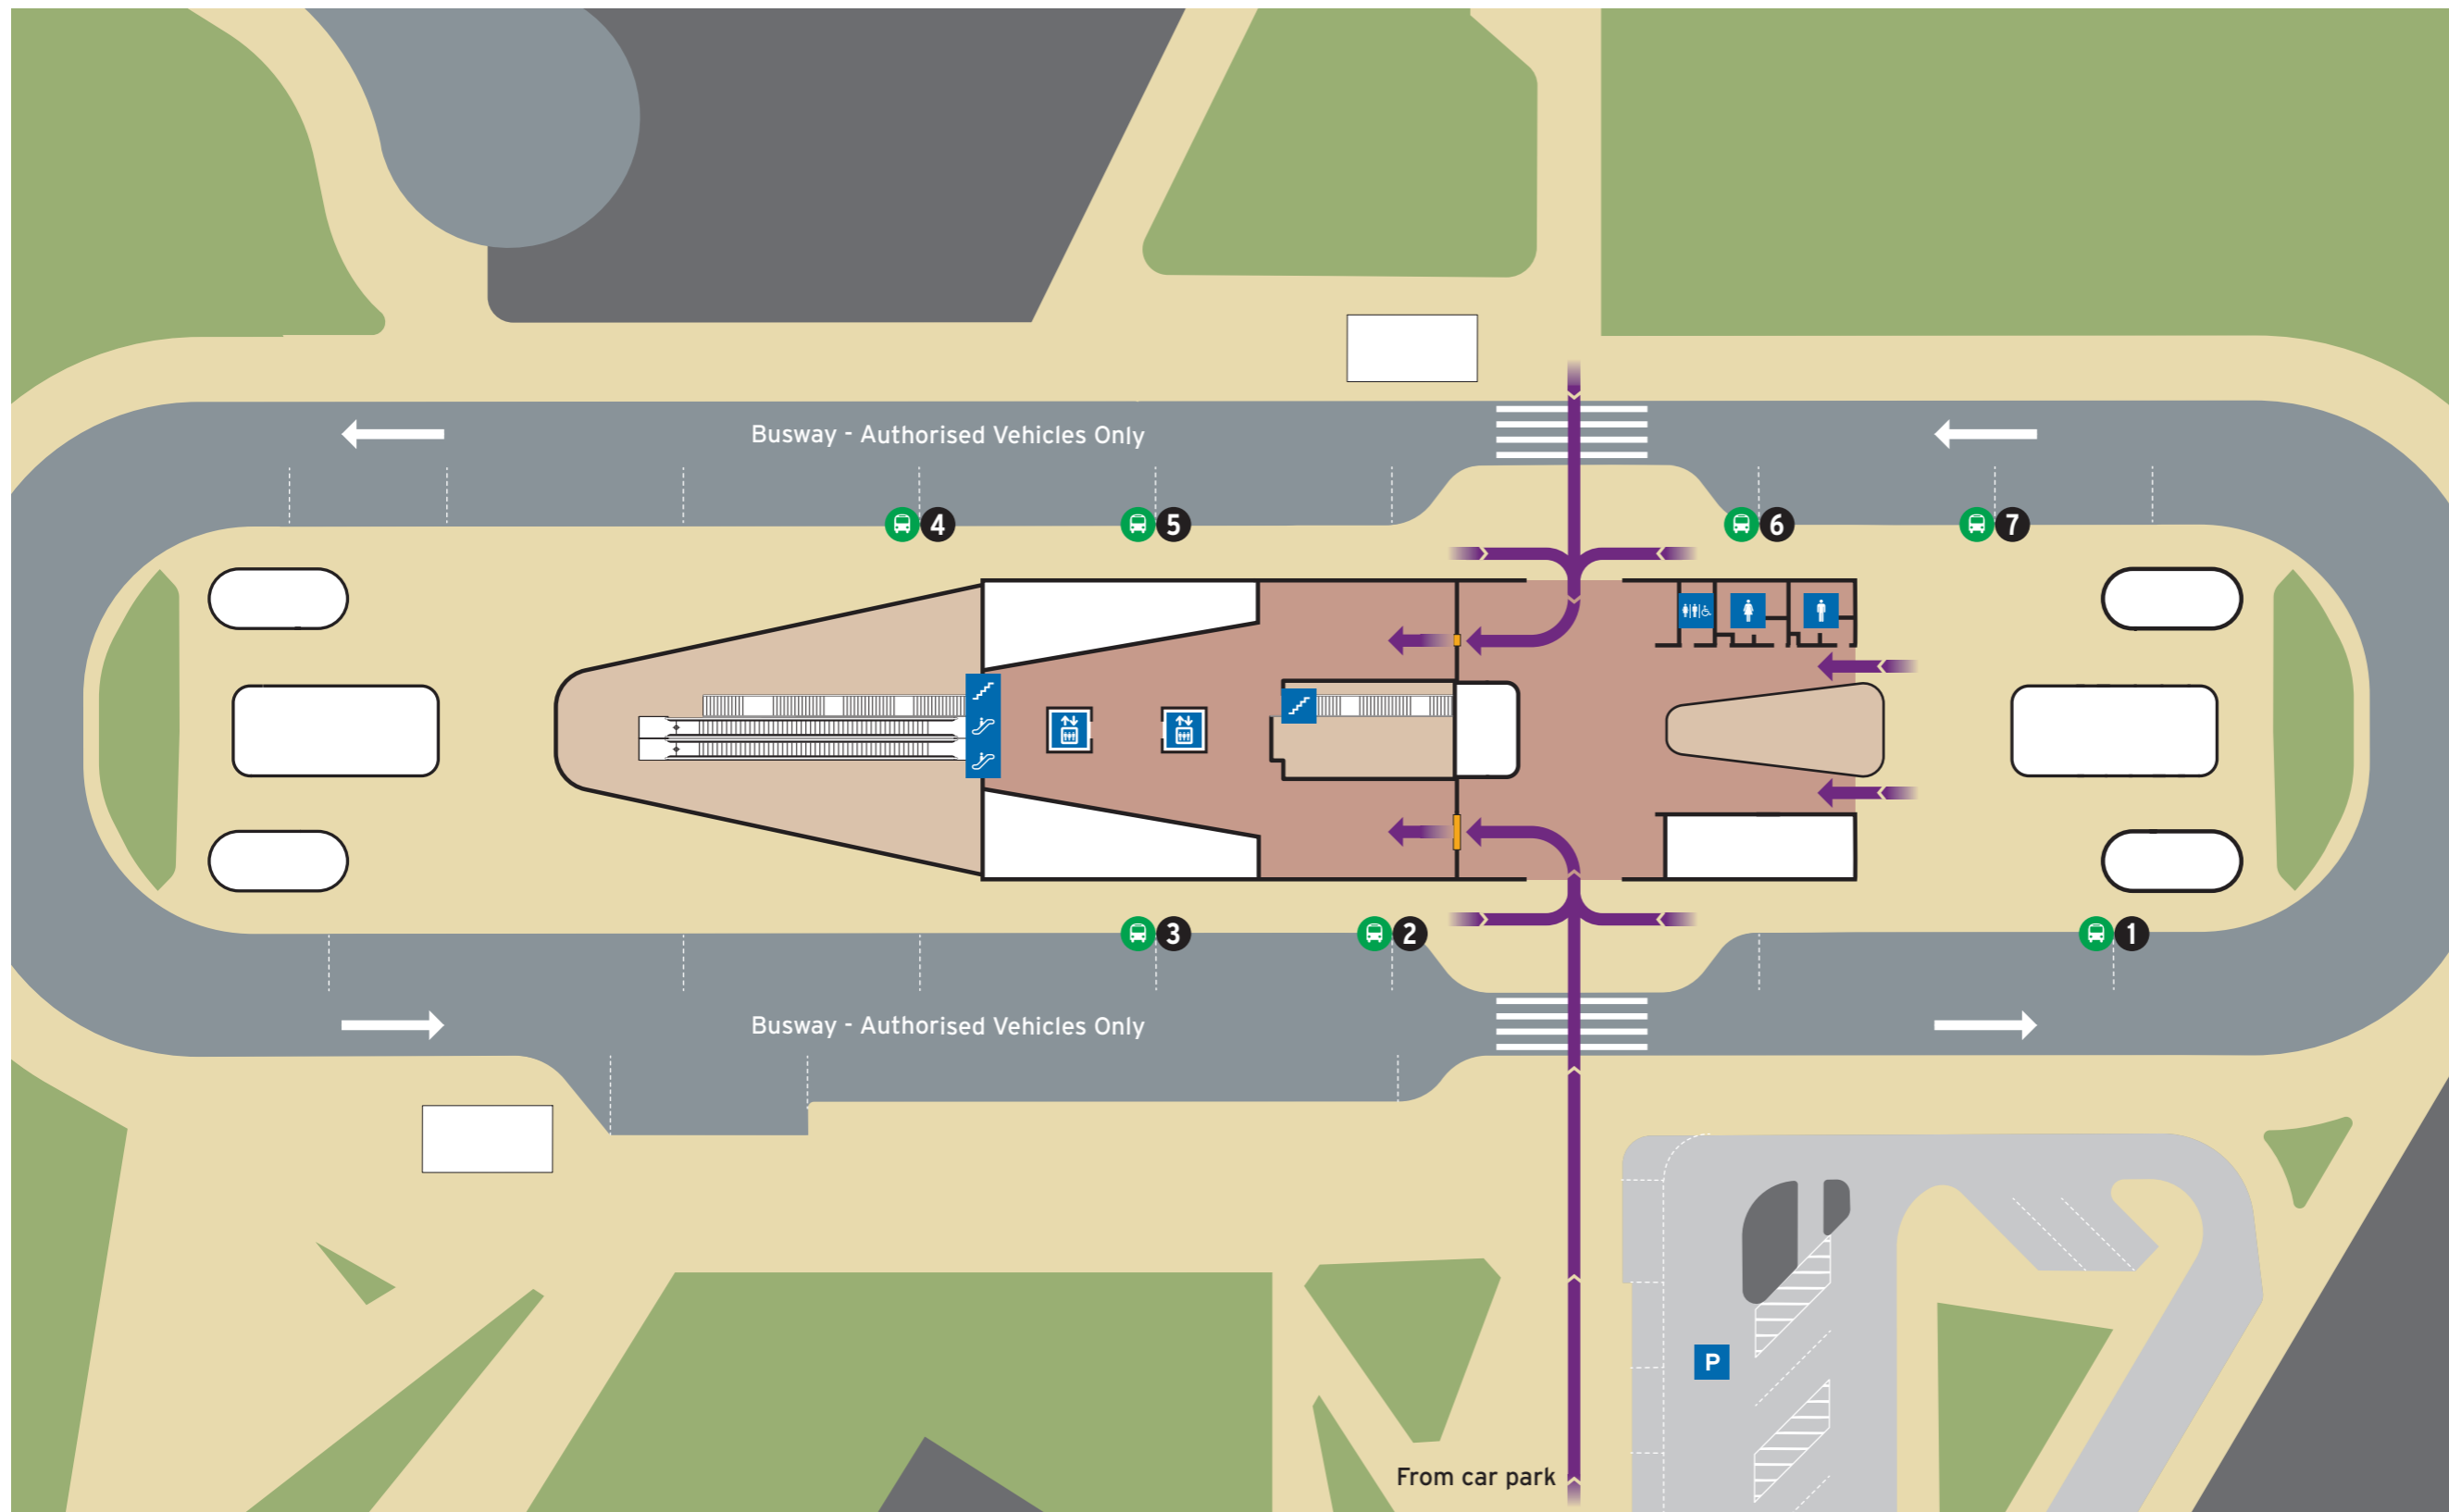 Busway - Authorised Vehicles Only
4 5 6 7
3 2 1
Busway - Authorised Vehicles Only
P
From car park